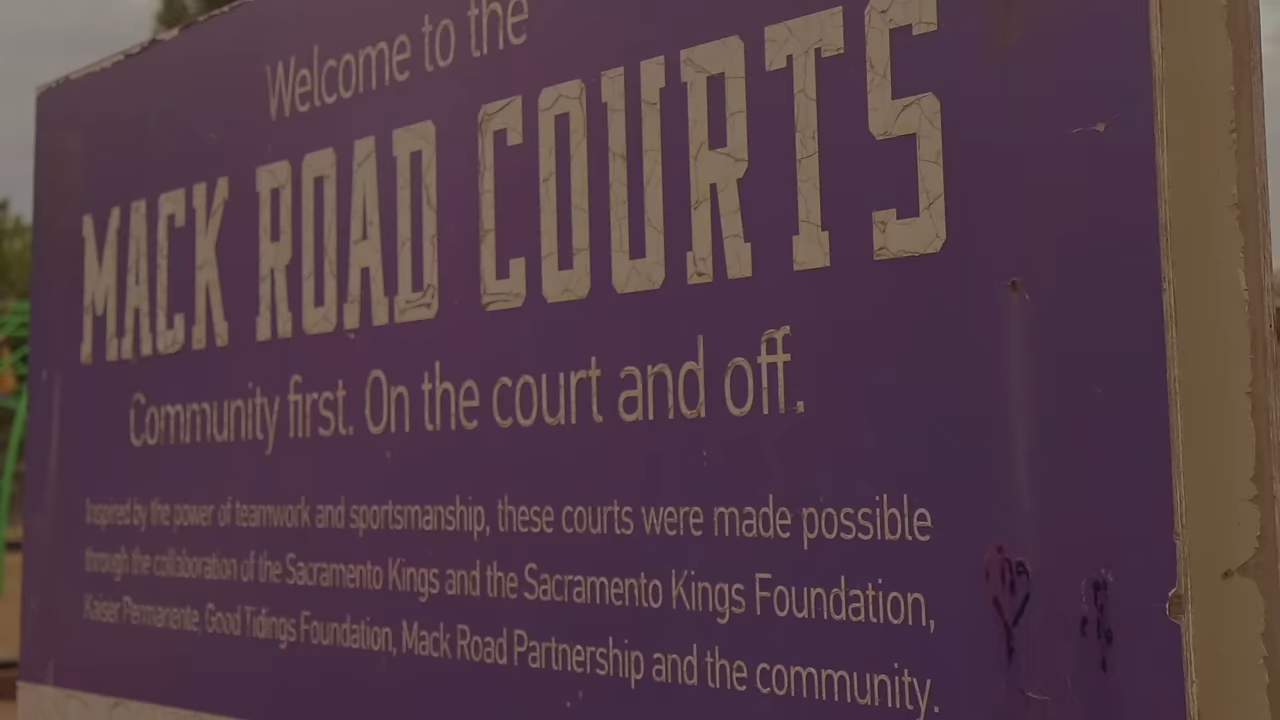 Welcome to the
MACK ROAD COURTS
Community first. On the court and off.
Inspired by the power of teamwork and sportsmanship, these courts were made possible
through the collaboration of the Sacramento Kings and the Sacramento Kings Foundation,
Kaiser Permanente, Good Tidings Foundation, Mack Road Partnership and the community.